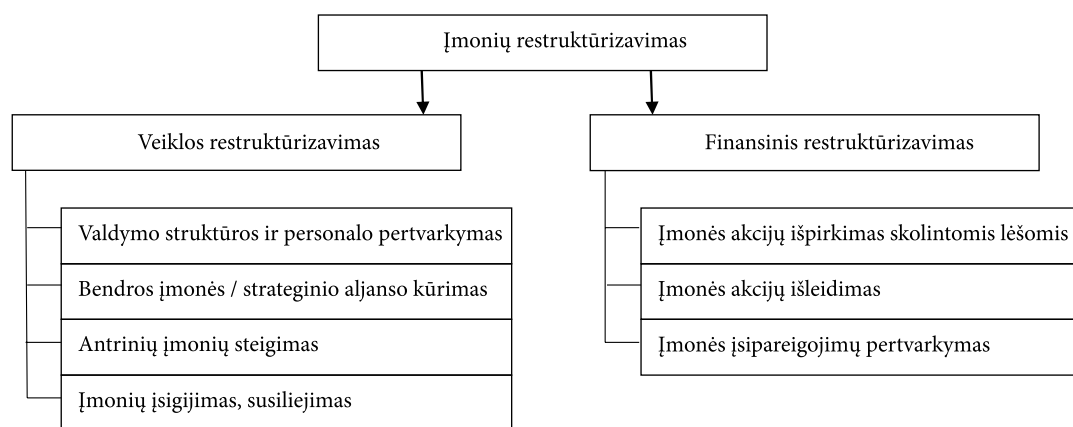 Įmonių restruktūrizavimas
Veiklos restruktūrizavimas
Valdymo struktūros ir personalo pertvarkymas
Bendros įmonės / strateginio aljanso kūrimas
Antrinių įmonių steigimas
Įmonių įsigijimas, susiliejimas
Finansinis restruktūrizavimas
Įmonės akcijų išpirkimas skolintomis lėšomis
Įmonės akcijų išleidimas
Įmonės įsipareigojimų pertvarkymas